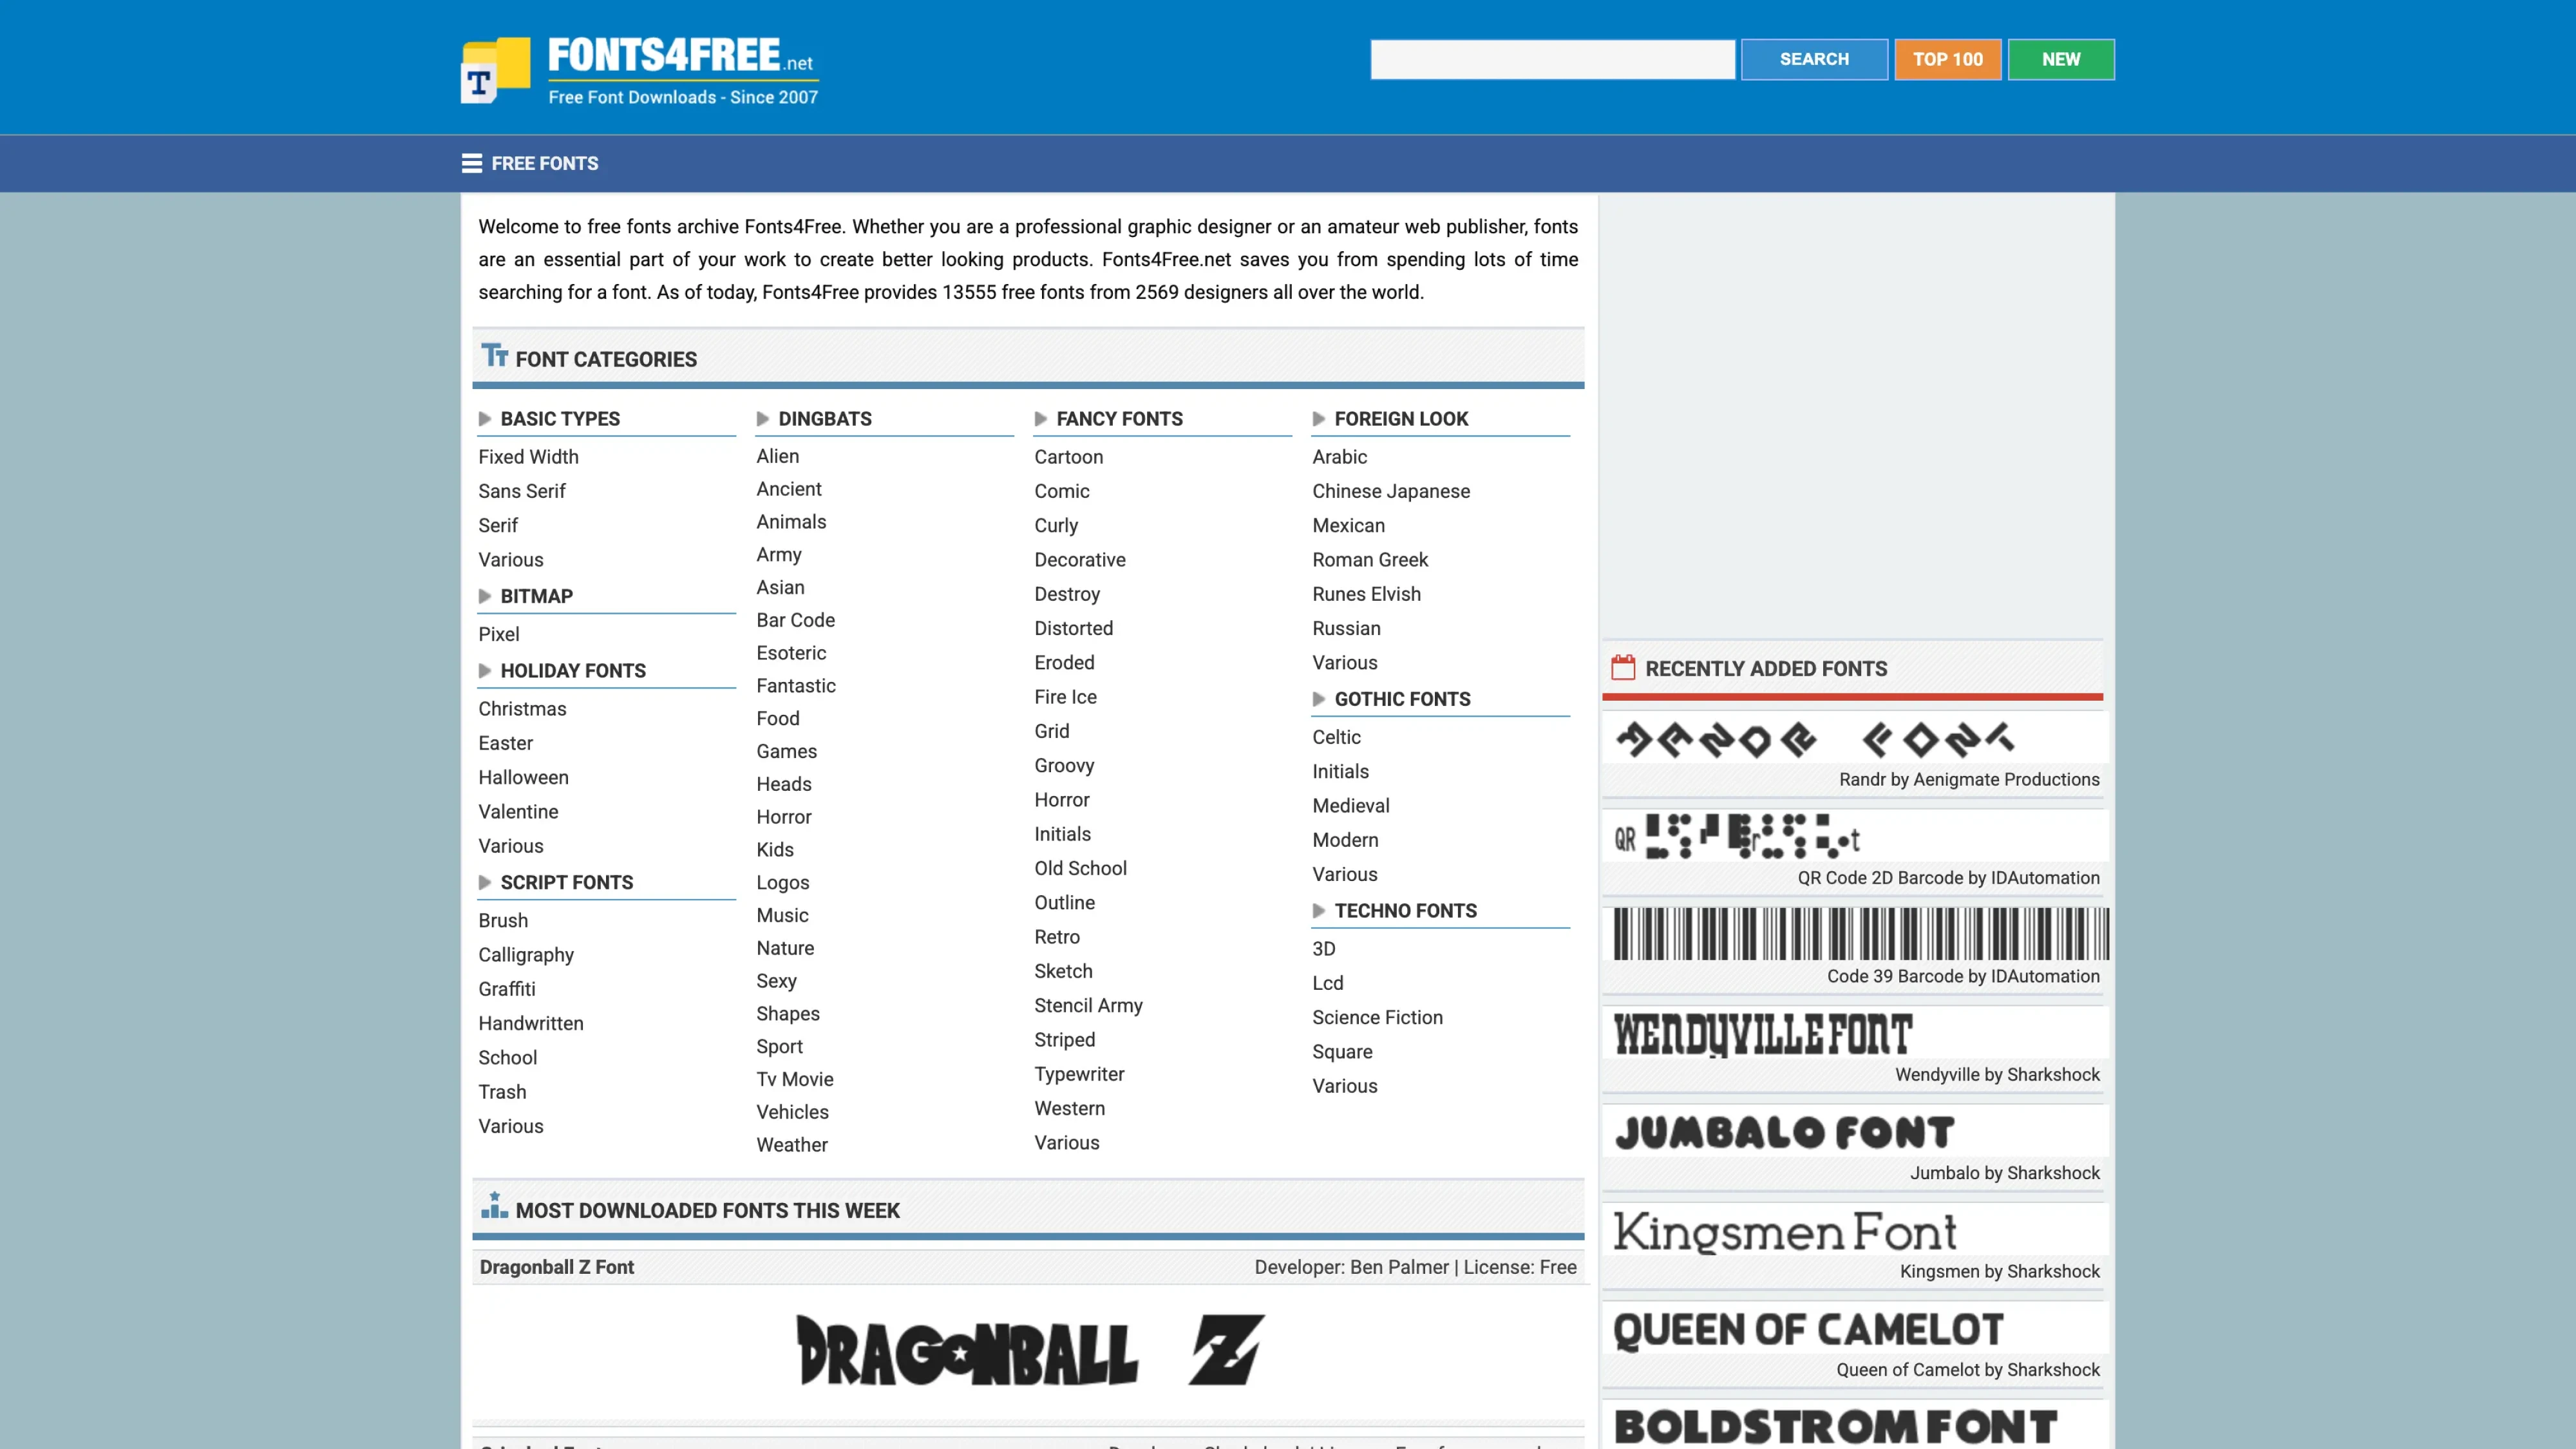 FONTS4FREE.net
Free Font Downloads - Since 2007
SEARCH
TOP 100
NEW
FREE FONTS
Welcome to free fonts archive Fonts4Free. Whether you are a professional graphic designer or an amateur web publisher, fonts
are an essential part of your work to create better looking products. Fonts4Free.net saves you from spending lots of time
searching for a font. As of today, Fonts4Free provides 13555 free fonts from 2569 designers all over the world.
FONT CATEGORIES
BASIC TYPES
Fixed Width
Sans Serif
Serif
Various
BITMAP
Pixel
HOLIDAY FONTS
Christmas
Easter
Halloween
Valentine
Various
SCRIPT FONTS
Brush
Calligraphy
Graffiti
Handwritten
School
Trash
Various
DINGBATS
Alien
Ancient
Animals
Army
Asian
Bar Code
Esoteric
Fantastic
Food
Games
Heads
Horror
Kids
Logos
Music
Nature
Sexy
Shapes
Sport
Tv Movie
Vehicles
Weather
FANCY FONTS
Cartoon
Comic
Curly
Decorative
Destroy
Distorted
Eroded
Fire Ice
Grid
Groovy
Horror
Initials
Old School
Outline
Retro
Sketch
Stencil Army
Striped
Typewriter
Western
Various
FOREIGN LOOK
Arabic
Chinese Japanese
Mexican
Roman Greek
Runes Elvish
Russian
Various
GOTHIC FONTS
Celtic
Initials
Medieval
Modern
Various
TECHNO FONTS
3D
Lcd
Science Fiction
Square
Various
MOST DOWNLOADED FONTS THIS WEEK
Dragonball Z Font
Developer: Ben Palmer | License: Free
DRAGONBALL Z
RECENTLY ADDED FONTS
RANDR FONT
Randr by Aenigmate Productions
QR
QR Code 2D Barcode by IDAutomation
Code 39 Barcode by IDAutomation
WENDYVILLE FONT
Wendyville by Sharkshock
JUMBALO FONT
Jumbalo by Sharkshock
Kingsmen Font
Kingsmen by Sharkshock
QUEEN OF CAMELOT
Queen of Camelot by Sharkshock
BOLDSTROM FONT